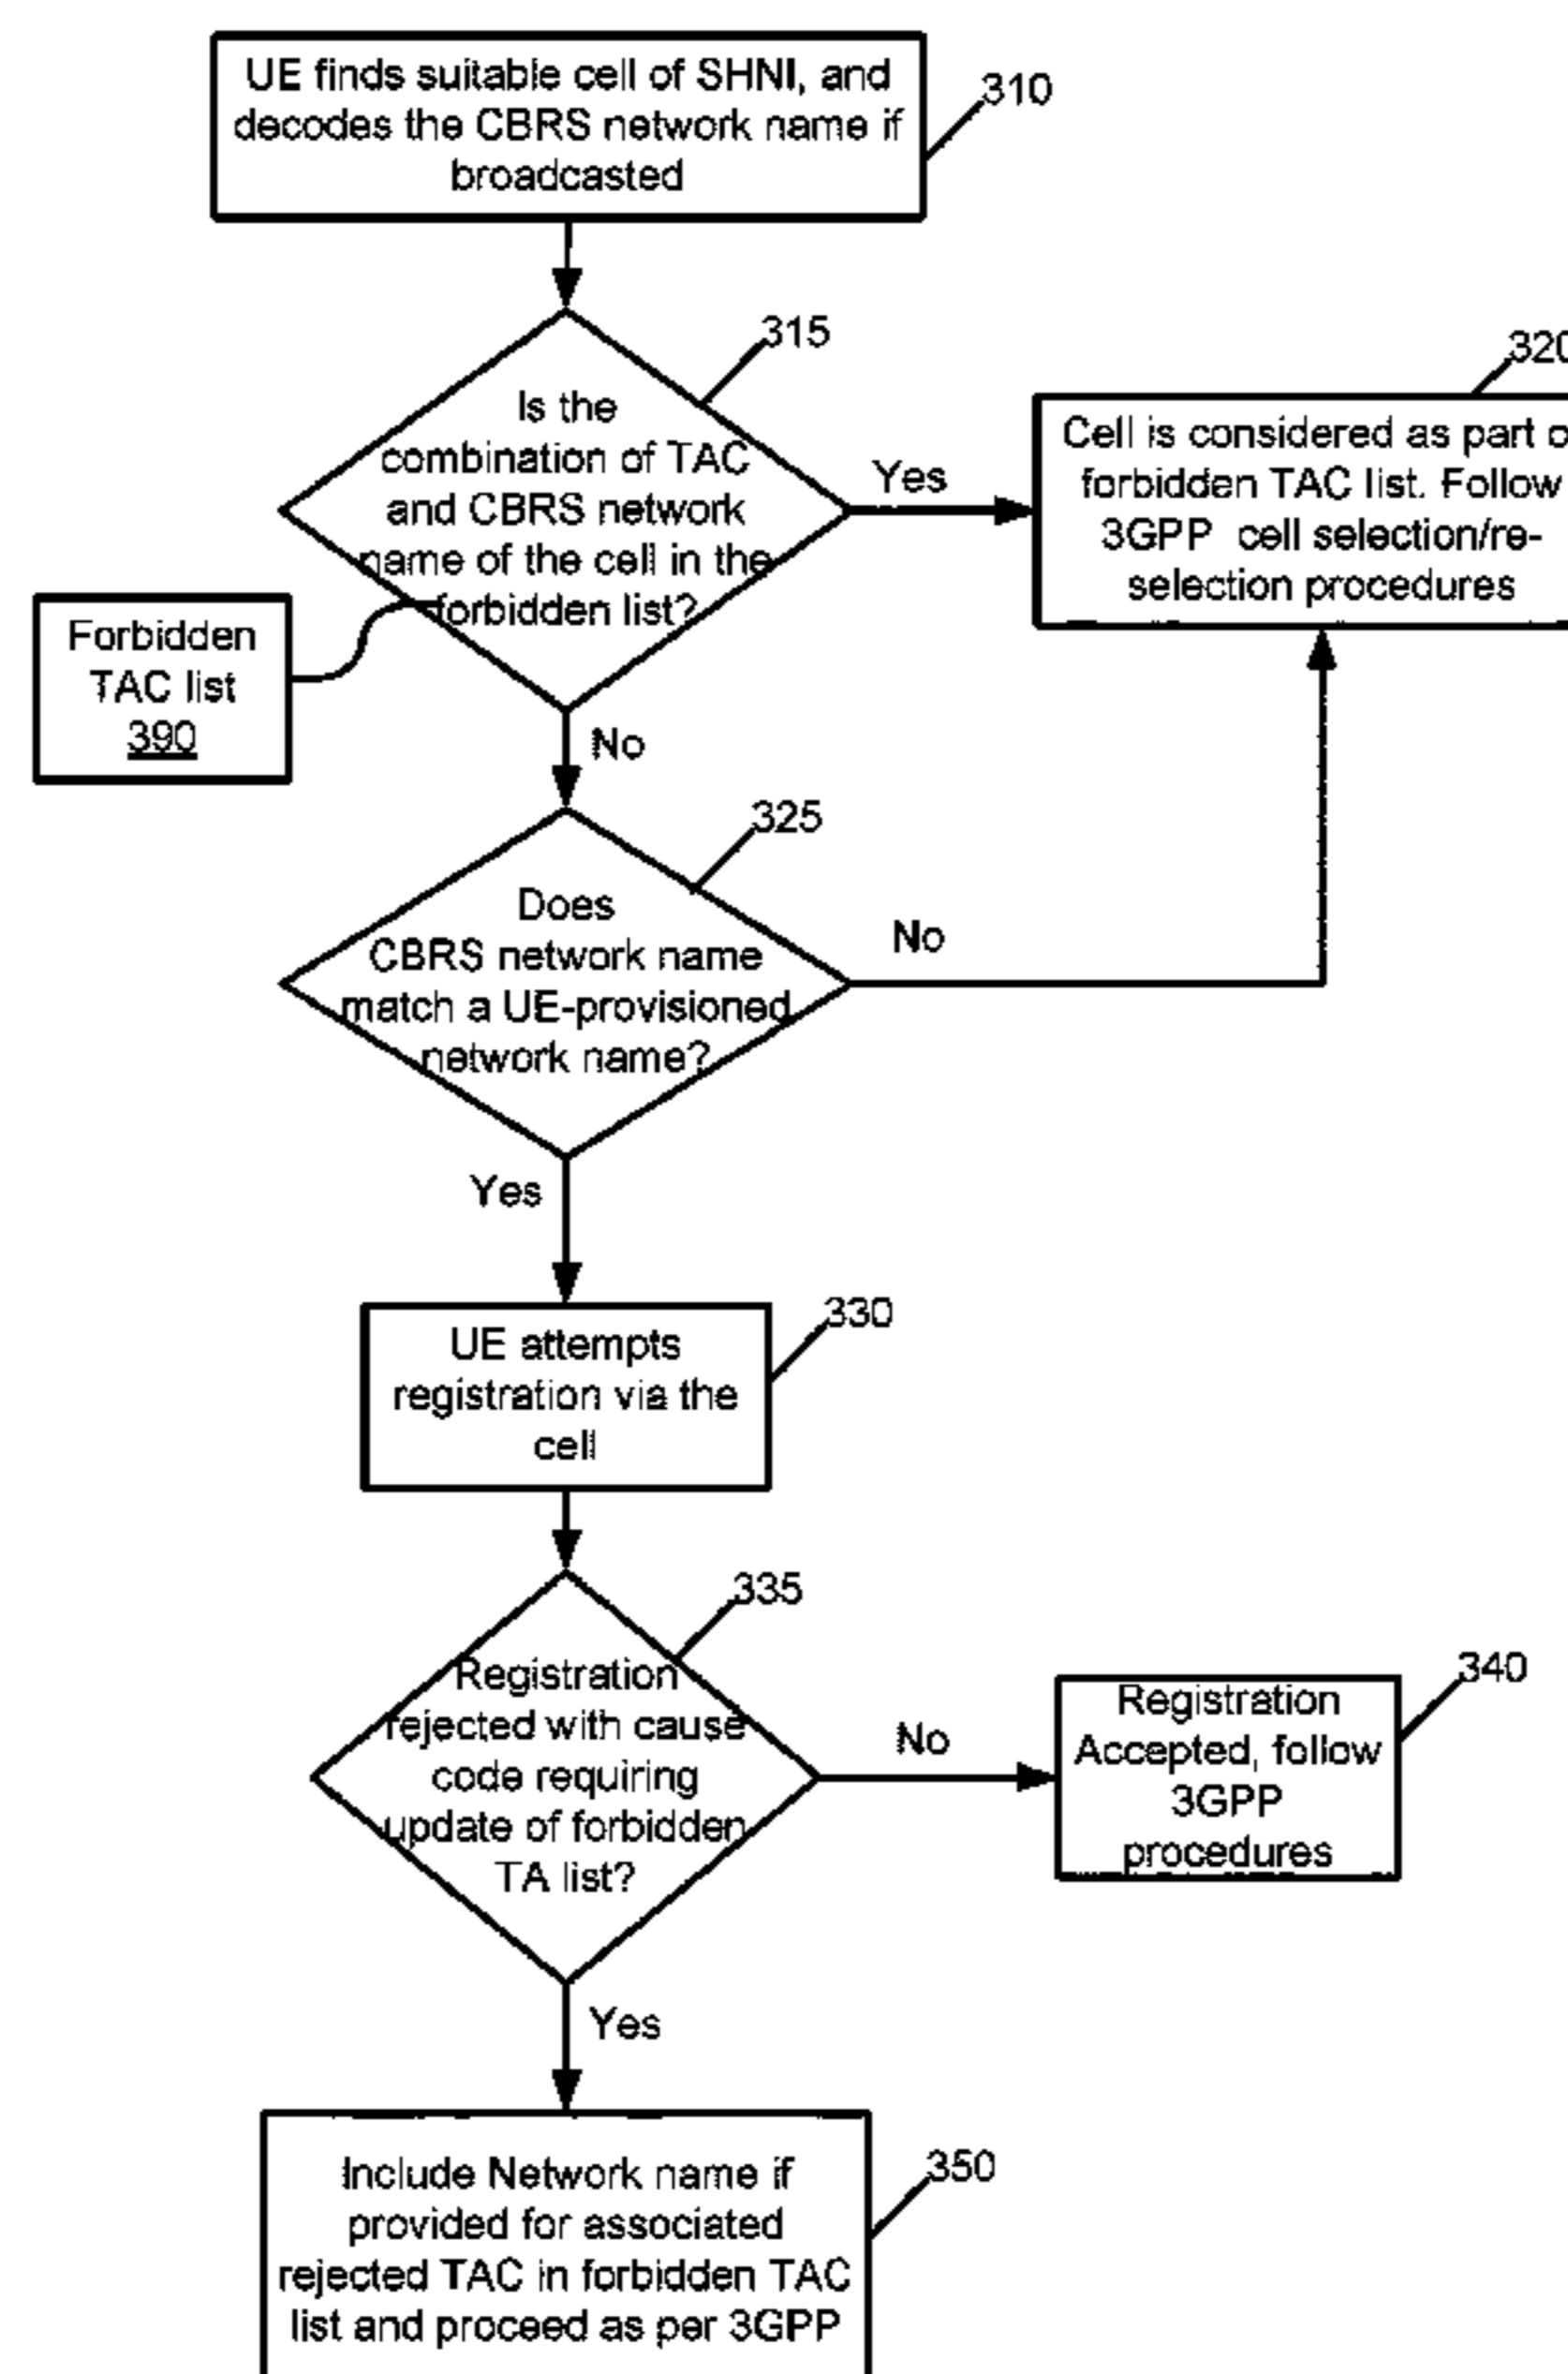 UE finds suitable cell of SHNI, and
decodes the CBRS network name if
broadcasted
310
315
Is the
combination of TAC
and CBRS network
name of the cell in the
forbidden list?
Yes
320
Cell is considered as part o
forbidden TAC list. Follow
3GPP cell selection/re-
selection procedures
Forbidden
TAC list
390
No
325
Does
CBRS network name
match a UE-provisioned
network name?
No
Yes
330
UE attempts
registration via the
cell
335
Registration
rejected with cause
code requiring
update of forbidden
TA list?
No
340
Registration
Accepted, follow
3GPP
procedures
Yes
350
Include Network name if
provided for associated
rejected TAC in forbidden TAC
list and proceed as per 3GPP